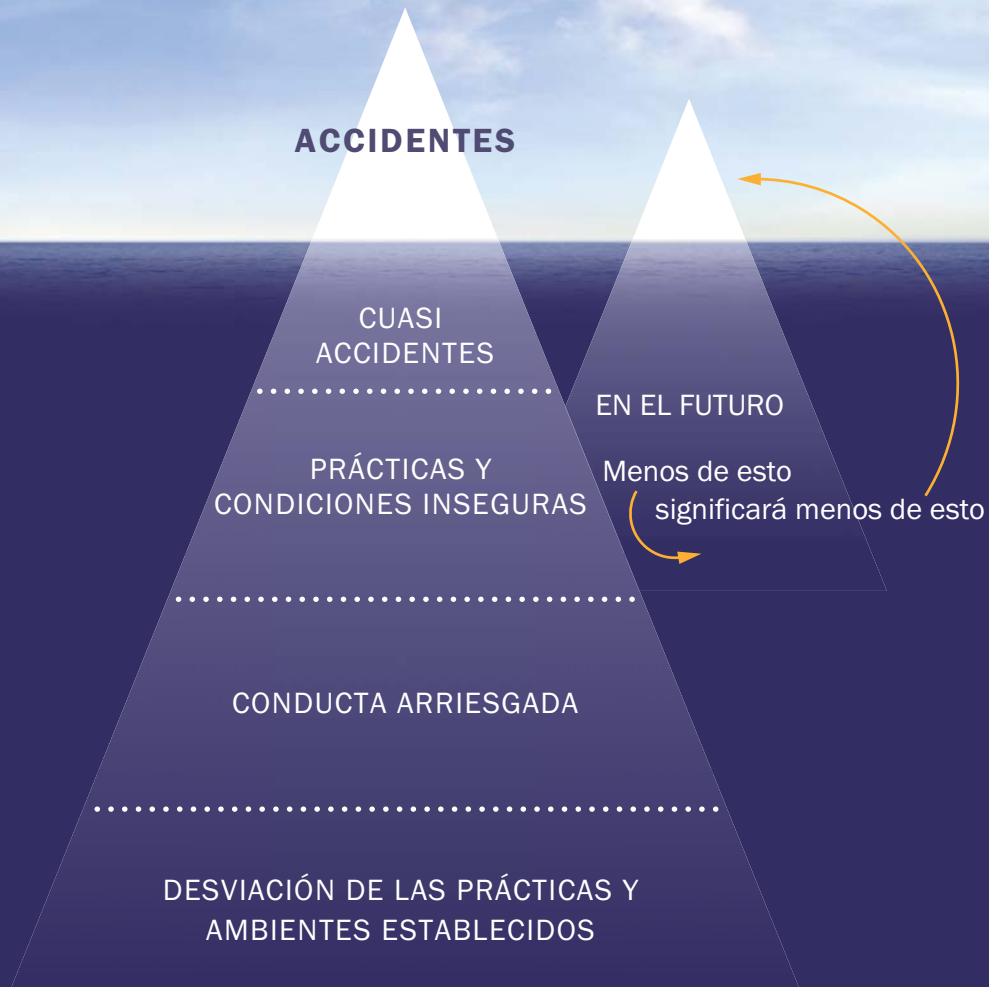 ACCIDENTES
CUASI
ACCIDENTES
PRÁCTICAS Y
CONDICIONES INSEGURAS
CONDUCTA ARRIESGADA
DESVIACIÓN DE LAS PRÁCTICAS Y
AMBIENTES ESTABLECIDOS
EN EL FUTURO
Menos de esto
significará menos de esto